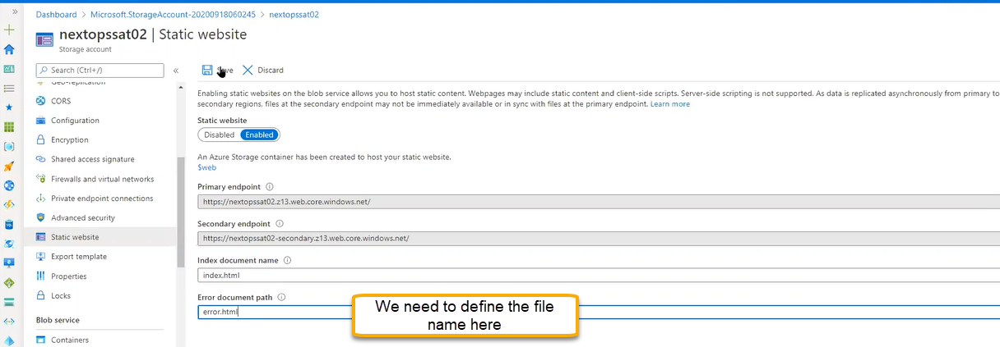 Dashboard > Microsoft.StorageAccount-20200918060245 > nextopssat02
nextopssat02 | Static website
Storage account
Search (Ctrl+/)
«
Geo-replication
CORS
Configuration
Encryption
Shared access signature
Firewalls and virtual networks
Private endpoint connections
Advanced security
Static website
Export template
Properties
Locks
Blob service
Containers
Save Discard
Enabling static websites on the blob service allows you to host static content. Webpages may include static content and client-side scripts. Server-side scripting is not supported. As data is replicated asynchronously from primary to
secondary regions, files at the secondary endpoint may not be immediately available or in sync with files at the primary endpoint. Learn more
Static website
Disabled Enabled
An Azure Storage container has been created to host your static website.
$web
Primary endpoint
https://nextopssat02.z13.web.core.windows.net/
Secondary endpoint
https://nextopssat02-secondary.z13.web.core.windows.net/
Index document name
index.html
Error document path
error.html
We need to define the file
name here